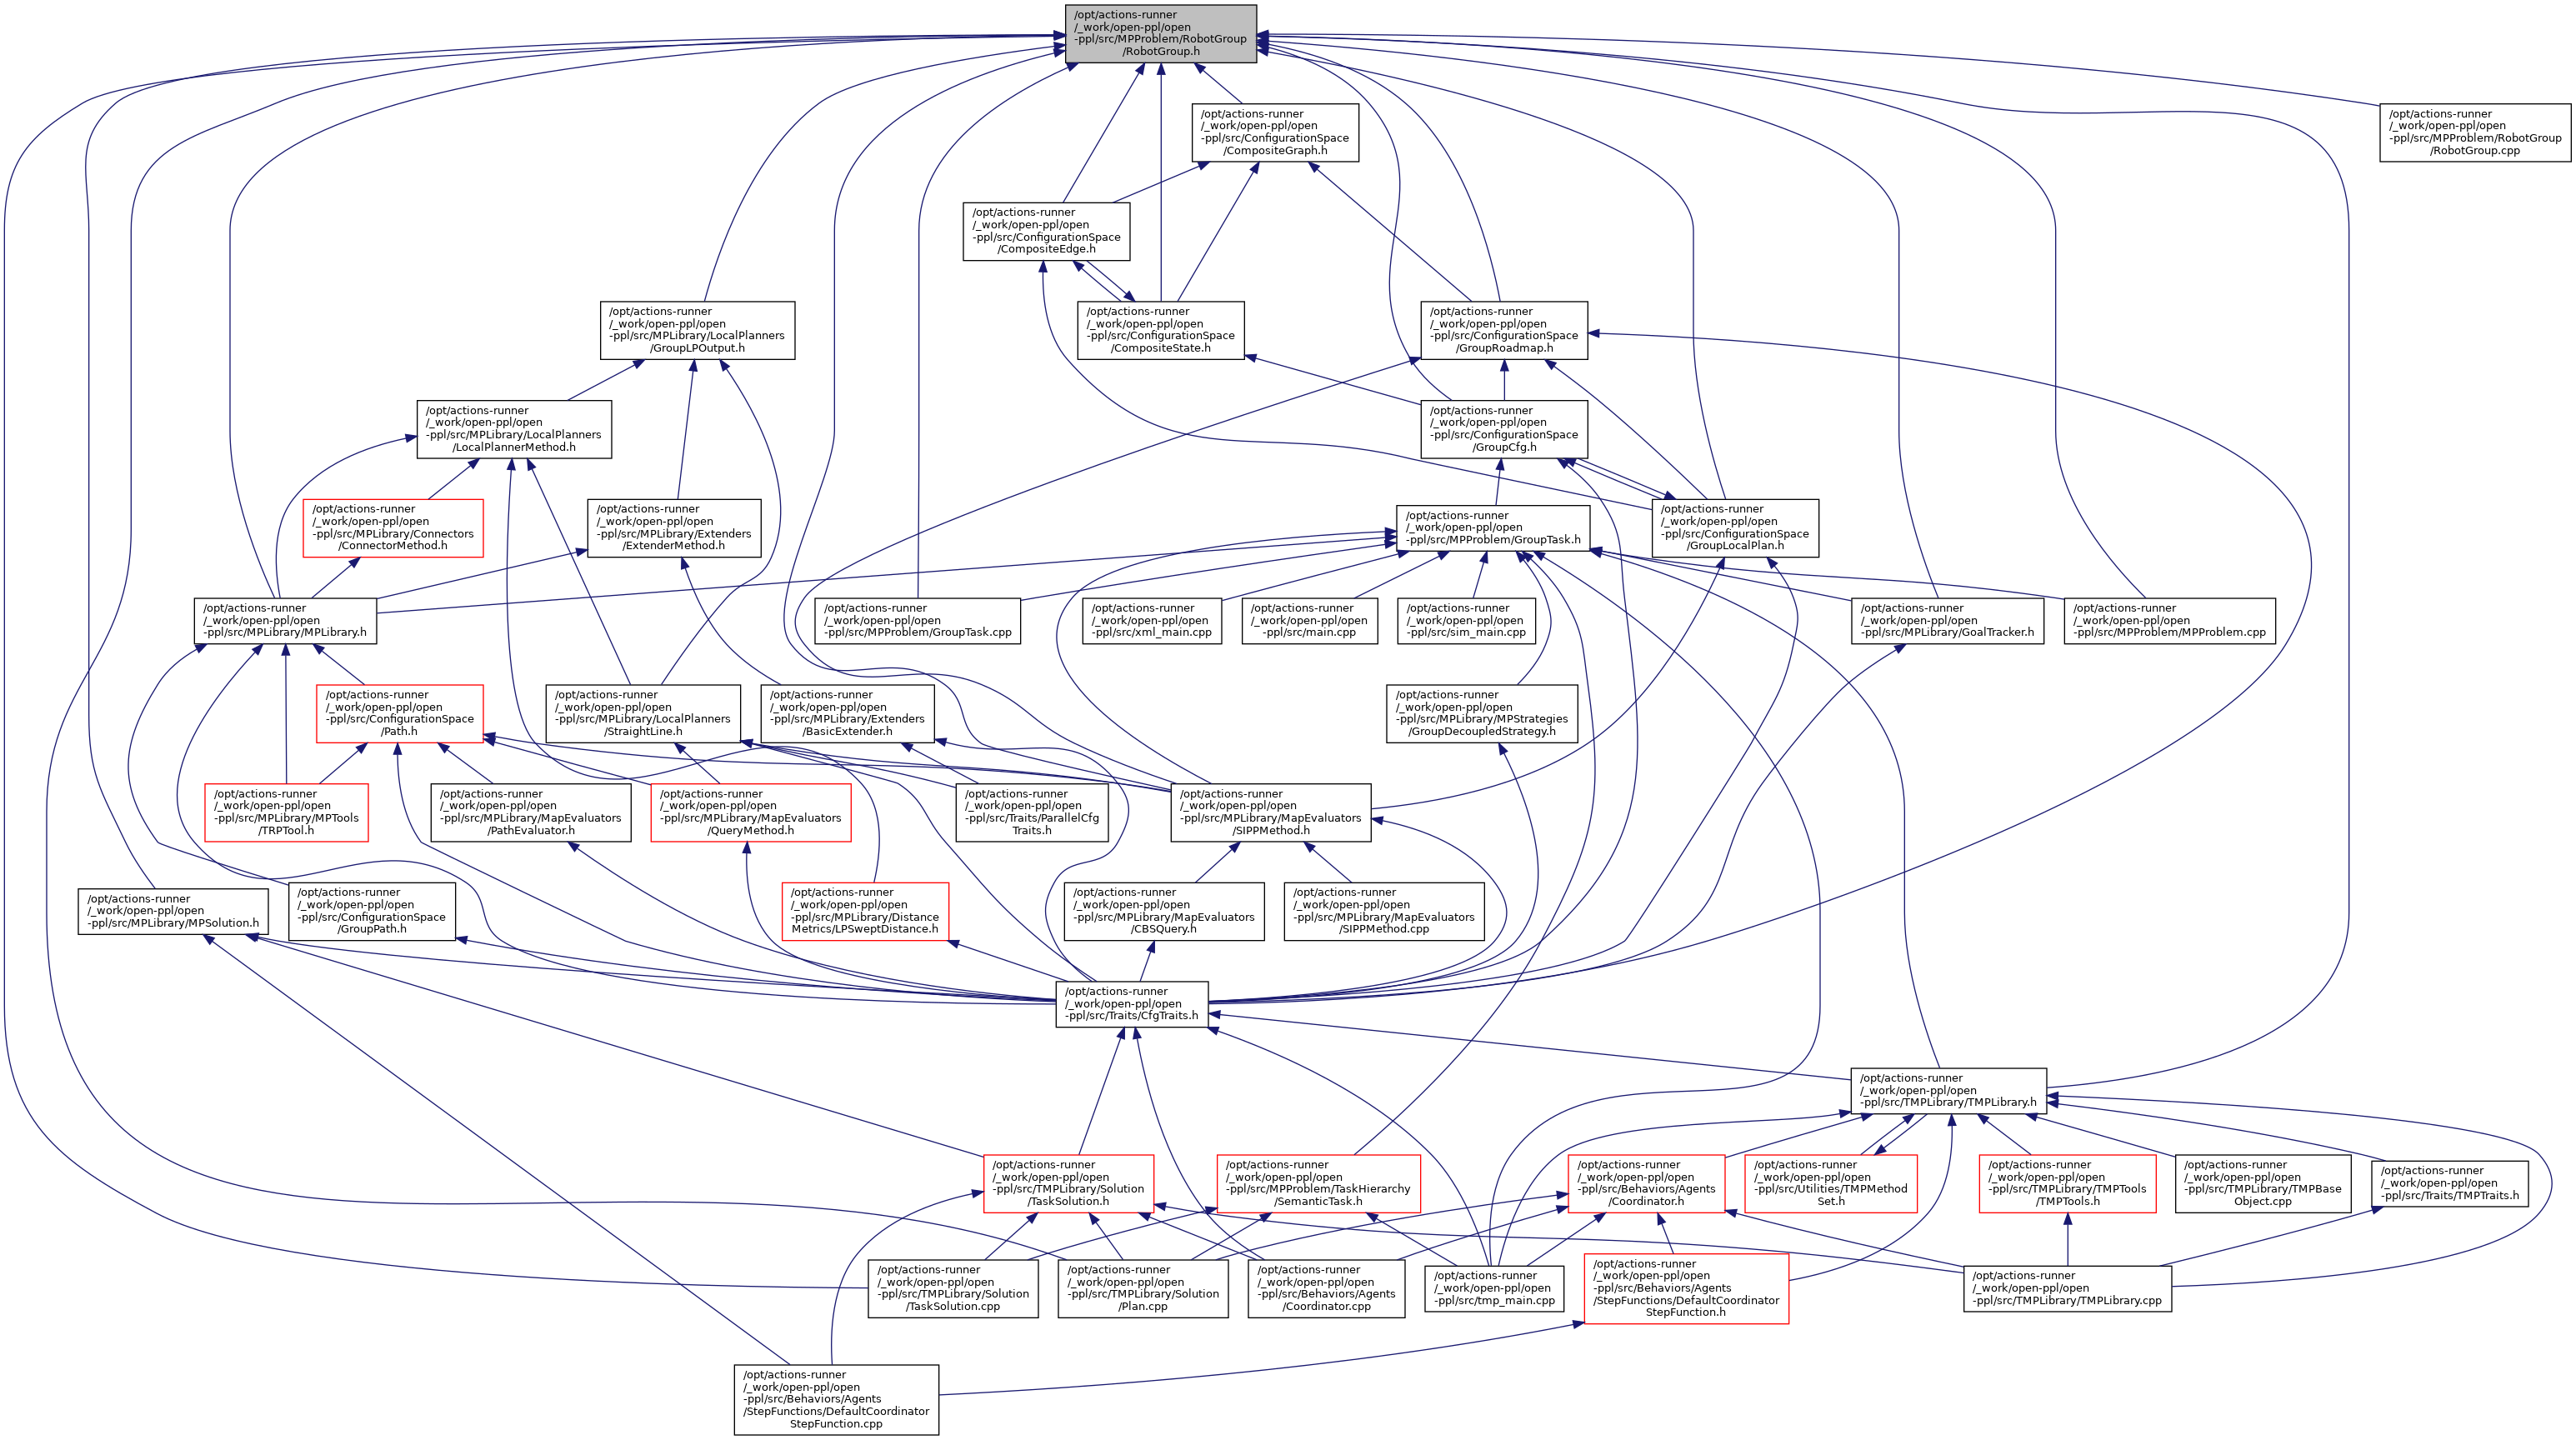 /opt/actions-runner
/_work/open-ppl/open
-ppl/src/MPProblem/RobotGroup
/RobotGroup.h
/opt/actions-runner
/_work/open-ppl/open
-ppl/src/ConfigurationSpace
/CompositeGraph.h
/opt/actions-runner
/_work/open-ppl/open
-ppl/src/MPProblem/RobotGroup
/RobotGroup.cpp
/opt/actions-runner
/_work/open-ppl/open
-ppl/src/ConfigurationSpace
/CompositeEdge.h
/opt/actions-runner
/_work/open-ppl/open
-ppl/src/MPLibrary/LocalPlanners
/GroupLPOutput.h
/opt/actions-runner
/_work/open-ppl/open
-ppl/src/ConfigurationSpace
/CompositeState.h
/opt/actions-runner
/_work/open-ppl/open
-ppl/src/ConfigurationSpace
/GroupRoadmap.h
/opt/actions-runner
/_work/open-ppl/open
-ppl/src/MPLibrary/LocalPlanners
/LocalPlannerMethod.h
/opt/actions-runner
/_work/open-ppl/open
-ppl/src/ConfigurationSpace
/GroupCfg.h
/opt/actions-runner
/_work/open-ppl/open
-ppl/src/MPLibrary/Connectors
/ConnectorMethod.h
/opt/actions-runner
/_work/open-ppl/open
-ppl/src/MPLibrary/Extenders
/ExtenderMethod.h
/opt/actions-runner
/_work/open-ppl/open
-ppl/src/MPProblem/GroupTask.h
/opt/actions-runner
/_work/open-ppl/open
-ppl/src/ConfigurationSpace
/GroupLocalPlan.h
/opt/actions-runner
/_work/open-ppl/open
-ppl/src/MPLibrary/MPLibrary.h
/opt/actions-runner
/_work/open-ppl/open
-ppl/src/MPProblem/GroupTask.cpp
/opt/actions-runner
/_work/open-ppl/open
-ppl/src/xml_main.cpp
/opt/actions-runner
/_work/open-ppl/open
-ppl/src/main.cpp
/opt/actions-runner
/_work/open-ppl/open
-ppl/src/sim_main.cpp
/opt/actions-runner
/_work/open-ppl/open
-ppl/src/MPLibrary/GoalTracker.h
/opt/actions-runner
/_work/open-ppl/open
-ppl/src/MPProblem/MPProblem.cpp
/opt/actions-runner
/_work/open-ppl/open
-ppl/src/ConfigurationSpace
/Path.h
/opt/actions-runner
/_work/open-ppl/open
-ppl/src/MPLibrary/LocalPlanners
/StraightLine.h
/opt/actions-runner
/_work/open-ppl/open
-ppl/src/MPLibrary/Extenders
/BasicExtender.h
/opt/actions-runner
/_work/open-ppl/open
-ppl/src/MPLibrary/MPStrategies
/GroupDecoupledStrategy.h
/opt/actions-runner
/_work/open-ppl/open
-ppl/src/MPLibrary/MPTools
/TRPTool.h
/opt/actions-runner
/_work/open-ppl/open
-ppl/src/MPLibrary/MapEvaluators
/PathEvaluator.h
/opt/actions-runner
/_work/open-ppl/open
-ppl/src/MPLibrary/MapEvaluators
/QueryMethod.h
/opt/actions-runner
/_work/open-ppl/open
-ppl/src/Traits/ParallelCfg
Traits.h
/opt/actions-runner
/_work/open-ppl/open
-ppl/src/MPLibrary/MapEvaluators
/SIPPMethod.h
/opt/actions-runner
/_work/open-ppl/open
-ppl/src/MPLibrary/MPSolution.h
/opt/actions-runner
/_work/open-ppl/open
-ppl/src/ConfigurationSpace
/GroupPath.h
/opt/actions-runner
/_work/open-ppl/open
-ppl/src/MPLibrary/Distance
Metrics/LPSweptDistance.h
/opt/actions-runner
/_work/open-ppl/open
-ppl/src/MPLibrary/MapEvaluators
/CBSQuery.h
/opt/actions-runner
/_work/open-ppl/open
-ppl/src/MPLibrary/MapEvaluators
/SIPPMethod.cpp
/opt/actions-runner
/_work/open-ppl/open
-ppl/src/Traits/CfgTraits.h
/opt/actions-runner
/_work/open-ppl/open
-ppl/src/TMPLibrary/TMPLibrary.h
/opt/actions-runner
/_work/open-ppl/open
-ppl/src/TMPLibrary/Solution
/TaskSolution.h
/opt/actions-runner
/_work/open-ppl/open
-ppl/src/MPProblem/TaskHierarchy
/SemanticTask.h
/opt/actions-runner
/_work/open-ppl/open
-ppl/src/Behaviors/Agents
/Coordinator.h
/opt/actions-runner
/_work/open-ppl/open
-ppl/src/Utilities/TMPMethod
Set.h
/opt/actions-runner
/_work/open-ppl/open
-ppl/src/TMPLibrary/TMPTools
/TMPTools.h
/opt/actions-runner
/_work/open-ppl/open
-ppl/src/TMPLibrary/TMPBase
Object.cpp
/opt/actions-runner
/_work/open-ppl/open
-ppl/src/Traits/TMPTraits.h
/opt/actions-runner
/_work/open-ppl/open
-ppl/src/TMPLibrary/Solution
/TaskSolution.cpp
/opt/actions-runner
/_work/open-ppl/open
-ppl/src/TMPLibrary/Solution
/Plan.cpp
/opt/actions-runner
/_work/open-ppl/open
-ppl/src/Behaviors/Agents
/Coordinator.cpp
/opt/actions-runner
/_work/open-ppl/open
-ppl/src/tmp_main.cpp
/opt/actions-runner
/_work/open-ppl/open
-ppl/src/Behaviors/Agents
/StepFunctions/DefaultCoordinator
StepFunction.h
/opt/actions-runner
/_work/open-ppl/open
-ppl/src/TMPLibrary/TMPLibrary.cpp
/opt/actions-runner
/_work/open-ppl/open
-ppl/src/Behaviors/Agents
/StepFunctions/DefaultCoordinator
StepFunction.cpp